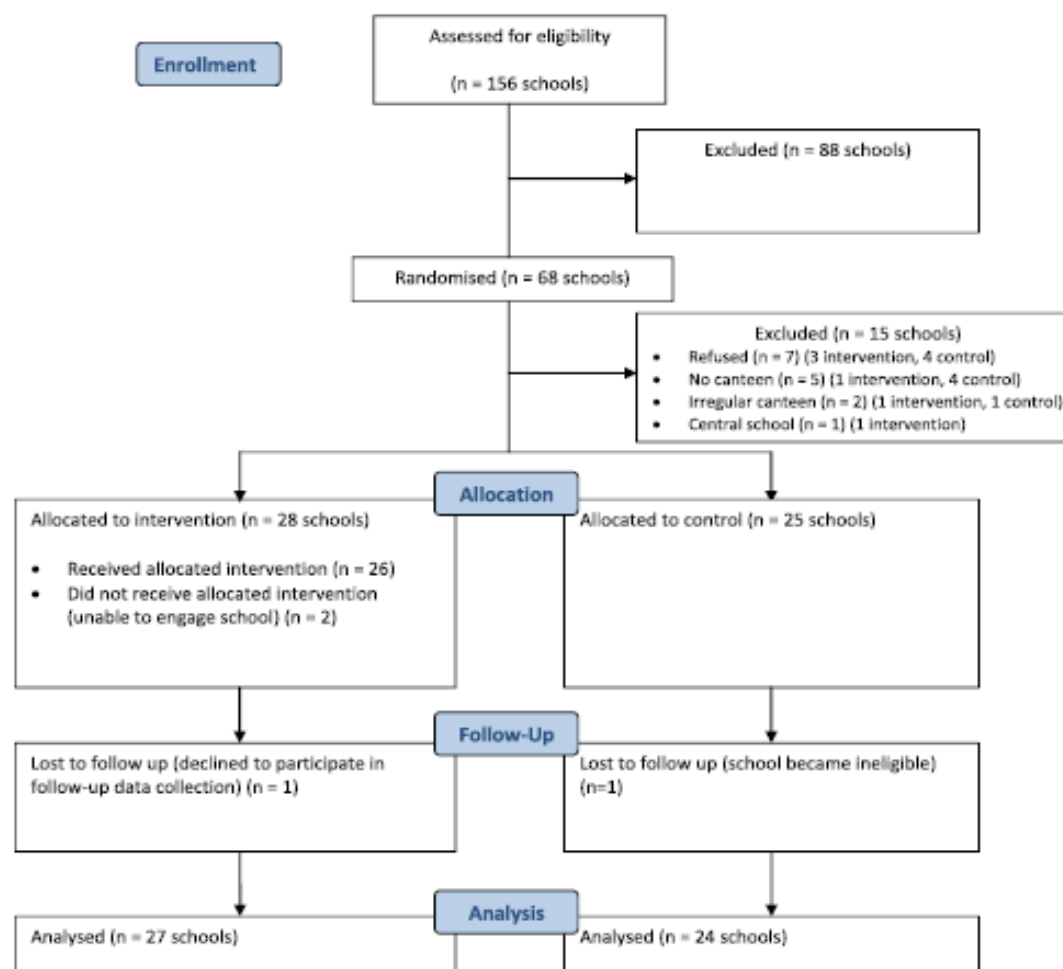 Assessed for eligibility
Enrollment
(n = 156 schools)
Excluded (n = 88 schools)
Randomised (n = 68 schools)
Excluded (n = 15 schools)
• Refused (n = 7) (3 intervention, 4 control)
• No canteen (n = 5) (1 intervention, 4 control)
• Irregular canteen (n = 2) (1 intervention, 1 control)
• Central school (n = 1) (1 intervention)
Allocation
Allocated to intervention (n = 28 schools)
• Received allocated intervention (n = 26)
• Did not receive allocated intervention
(unable to engage school) (n = 2)
Allocated to control (n = 25 schools)
Follow-Up
Lost to follow up (declined to participate in
follow-up data collection) (n = 1)
Lost to follow up (school became ineligible)
(n=1)
Analysis
Analysed (n = 27 schools)
Analysed (n = 24 schools)